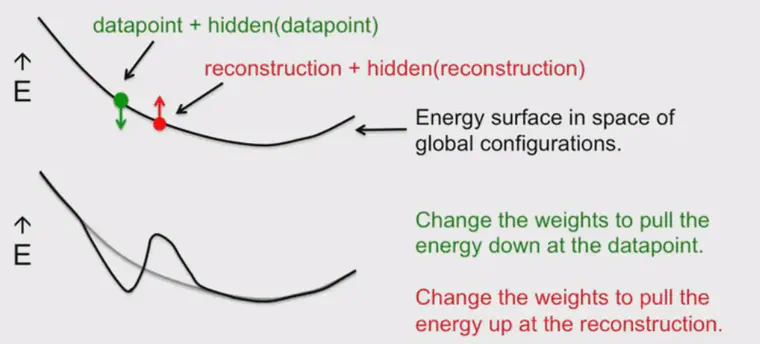 datapoint + hidden(datapoint)
reconstruction + hidden(reconstruction)
E
Energy surface in space of
global configurations.
E
Change the weights to pull the
energy down at the datapoint.
Change the weights to pull the
energy up at the reconstruction.